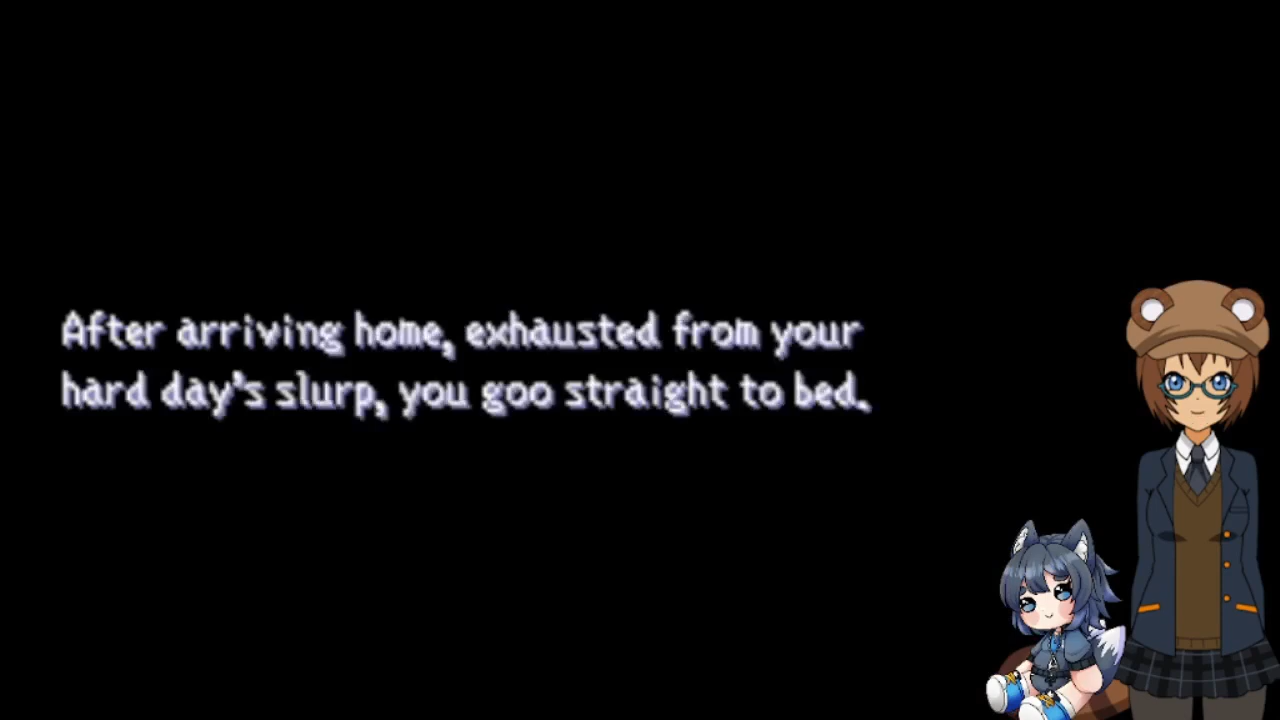 After arriving home, exhausted from your
hard day's slurp, you goo straight to bed.